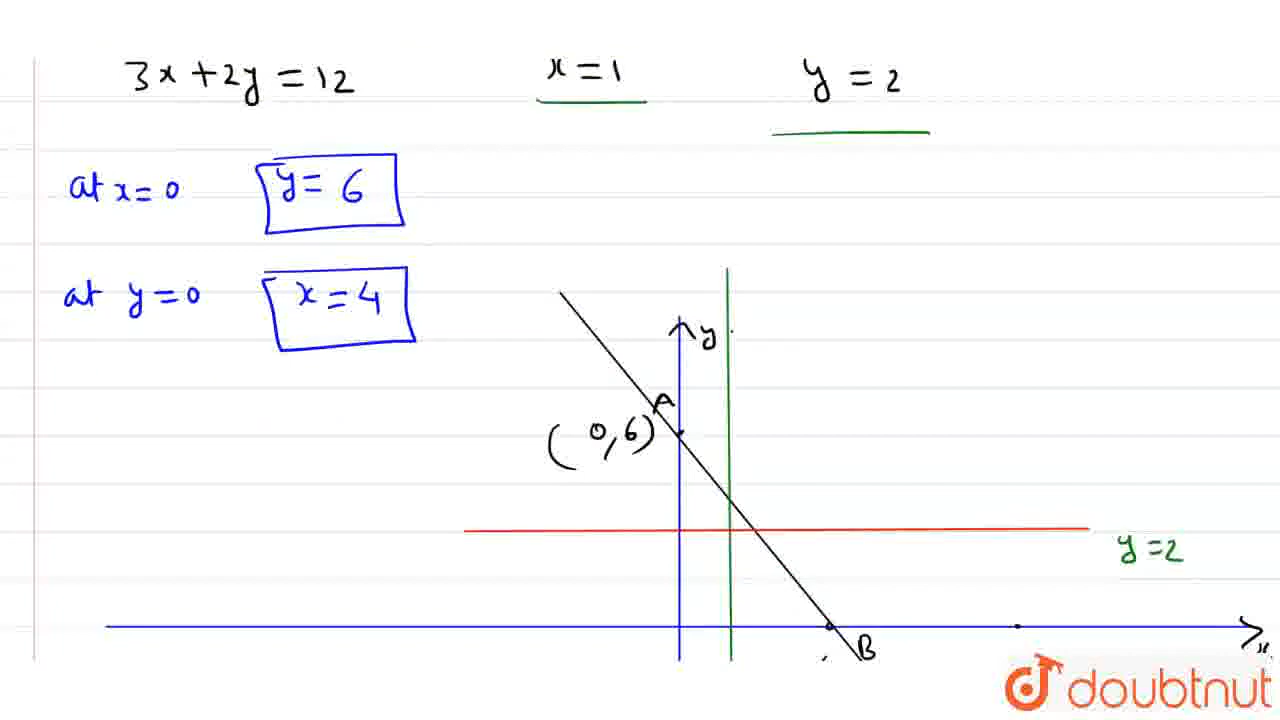 3x + 2y = 12
x = 1
y = 2
at x = 0
y = 6
at y = 0
x = 4
y
A
(0,6)
y = 2
B
x
doubtnut